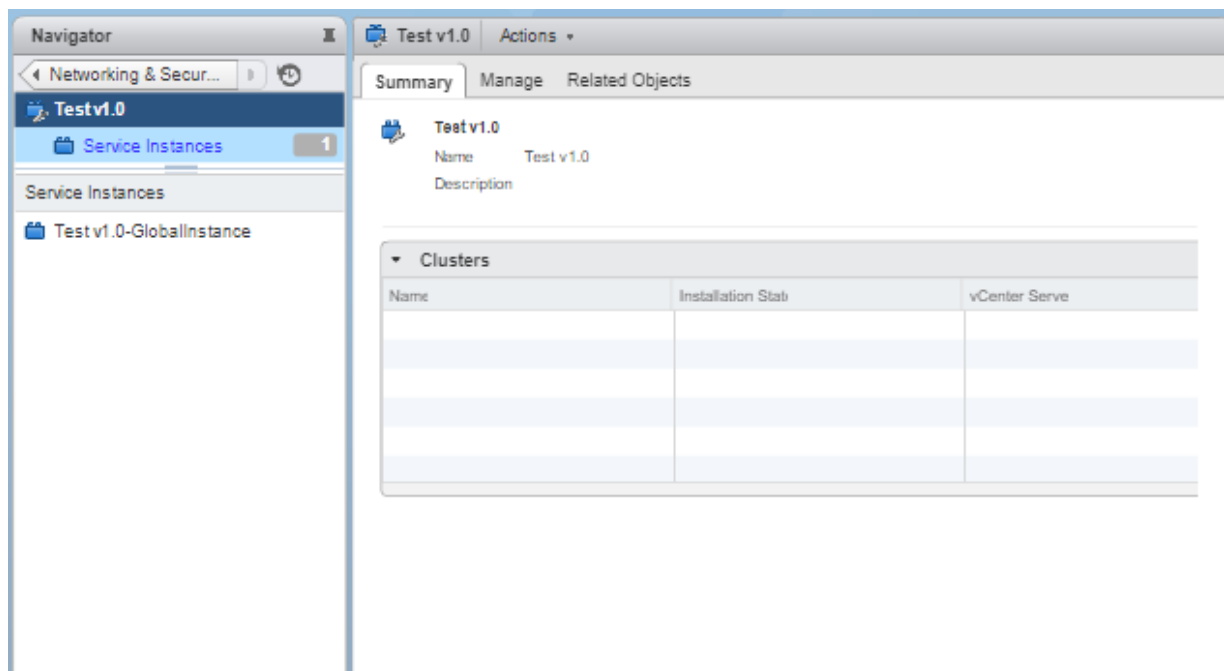 Navigator
Networking & Secur...
Test v1.0
Service Instances 1
Service Instances
Test v1.0-GlobalInstance
Test v1.0 Actions
Summary Manage Related Objects
Test v1.0
Name Test v1.0
Description
Clusters
Name Installation Stat vCenter Serve